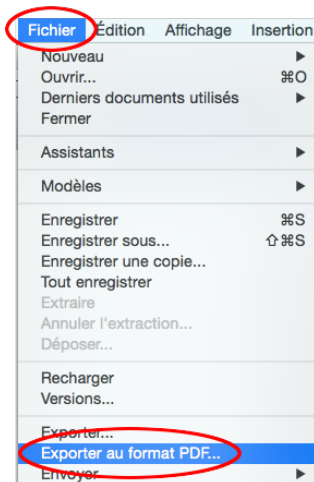 Fichier Édition Affichage Insertion
Nouveau
Ouvrir... ⌘O
Derniers documents utilisés
Fermer
Assistants
Modèles
Enregistrer ⌘S
Enregistrer sous... ⇧⌘S
Enregistrer une copie...
Tout enregistrer
Extraire
Annuler l'extraction...
Déposer...
Recharger
Versions...
Exporter...
Exporter au format PDF...
Envoyer